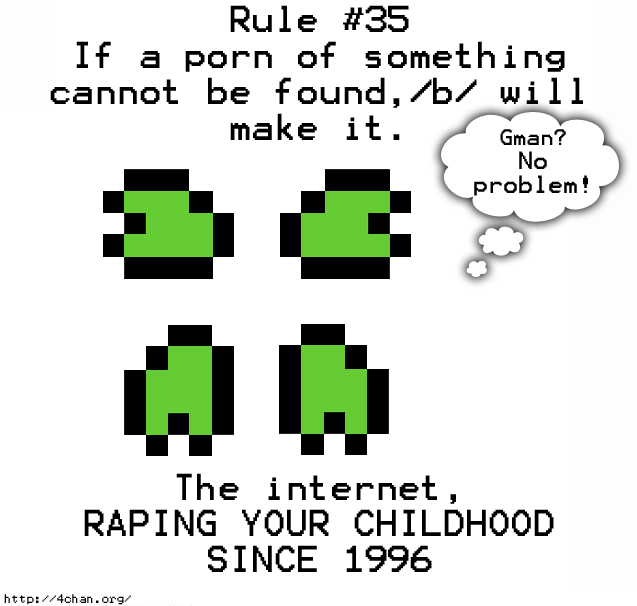 Rule #35
If a porn of something
cannot be found,/b/ will
make it.
Gman?
No
problem!
The internet,
RAPING YOUR CHILDHOOD
SINCE 1996
http://4chan.org/